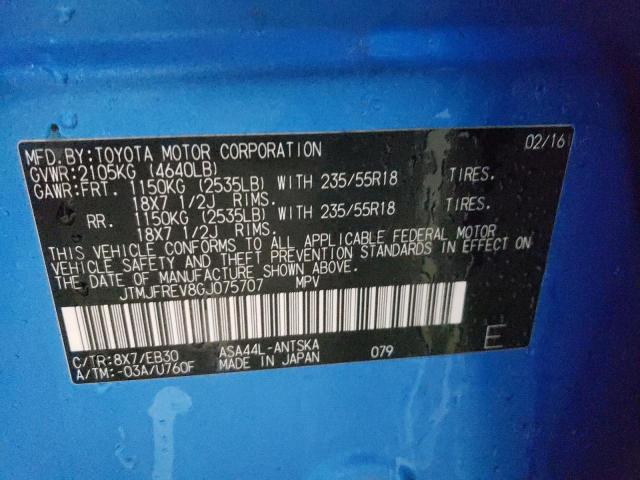 MFD.BY:TOYOTA MOTOR CORPORATION 02/16
GVWR:2105KG (4640LB)
GAWR:FRT. 1150KG (2535LB) WITH 235/55R18 TIRES.
18X7 1/2J RIMS.
RR. 1150KG (2535LB) WITH 235/55R18 TIRES.
18X7 1/2J RIMS.
THIS VEHICLE CONFORMS TO ALL APPLICABLE FEDERAL MOTOR
VEHICLE SAFETY AND THEFT PREVENTION STANDARDS IN EFFECT ON
THE DATE OF MANUFACTURE SHOWN ABOVE.
JTMJFREV8GJ075707 MPV
C/TR:8X7/EB30 ASA44L-ANTSKA 079 E
A/TM:-03A/U760F MADE IN JAPAN